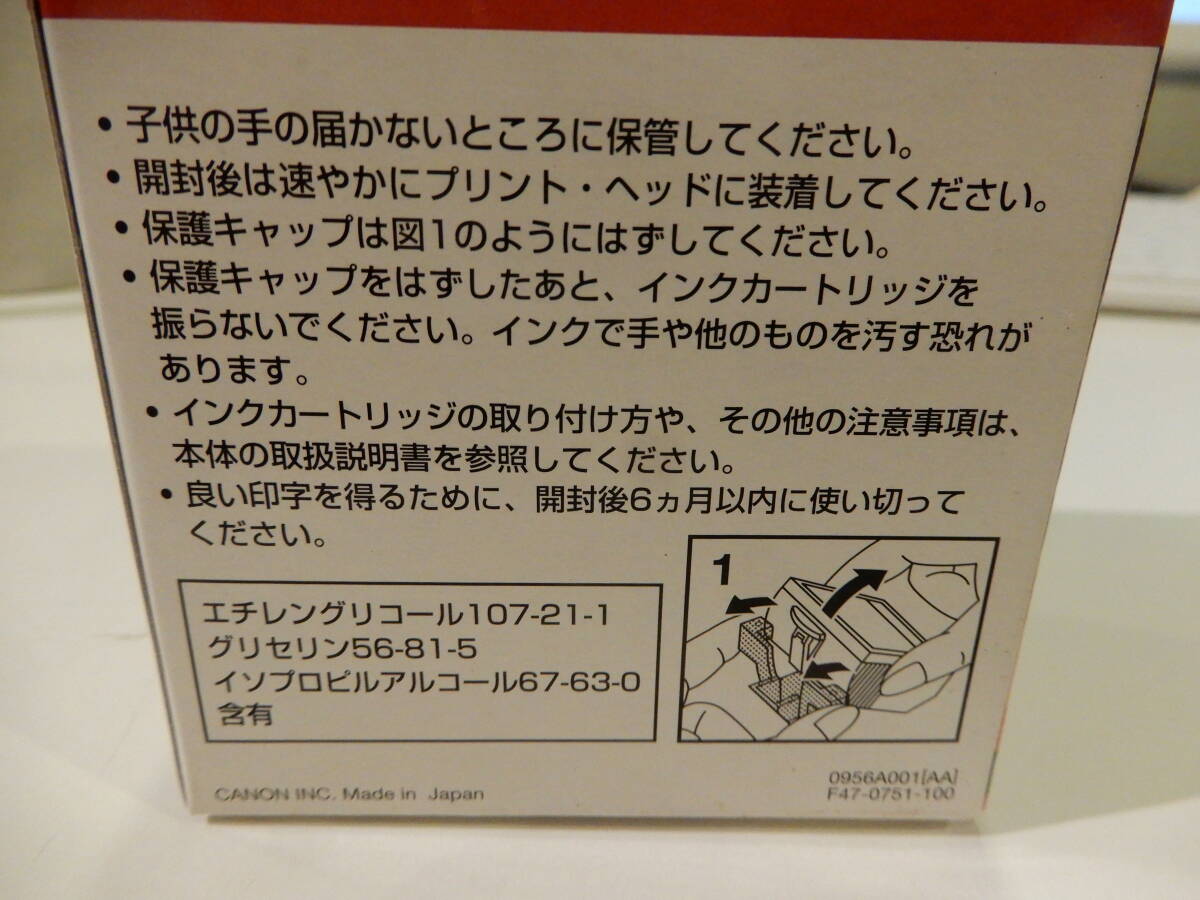 • 子供の手の届かないところに保管してください。
• 開封後は速やかにプリント・ヘッドに装着してください。
• 保護キャップは図1のようにはずしてください。
• 保護キャップをはずしたあと、インクカートリッジを
振らないでください。インクで手や他のものを汚す恐れが
あります。
• インクカートリッジの取り付け方や、その他の注意事項は、
本体の取扱説明書を参照してください。
• 良い印字を得るために、開封後6ヵ月以内に使い切って
ください。
1
エチレングリコール107-21-1
グリセリン56-81-5
イソプロピルアルコール67-63-0
含有
CANON INC. Made in Japan
0956A001[AA]
F47-0751-100